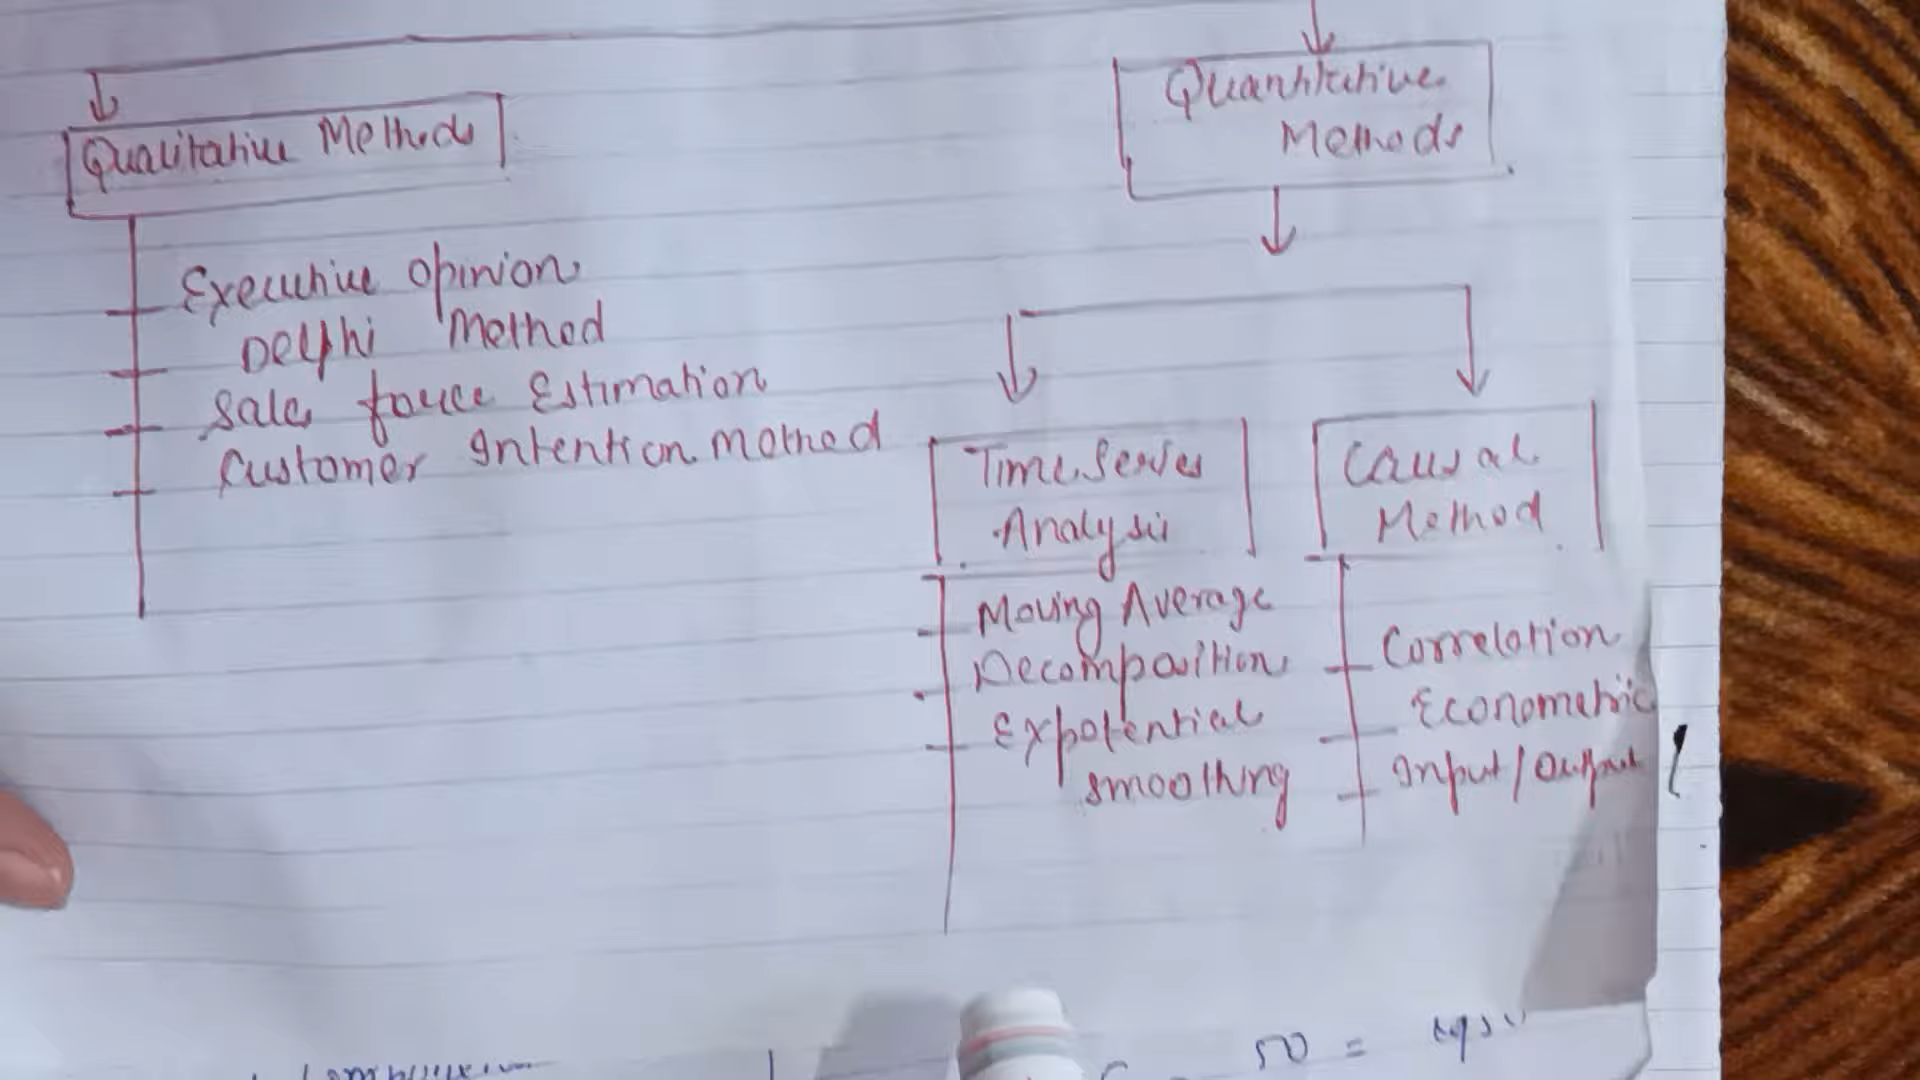 Qualitative Methods
Executive opinion
Delphi Method
Sales force Estimation
Customer Intention Method
Quantitative
Methods
Time Series
Analysis
Moving Average
Decomposition
Expotential
smoothing
Causal
Method
Correlation
Econometric
Input/Output
50 =